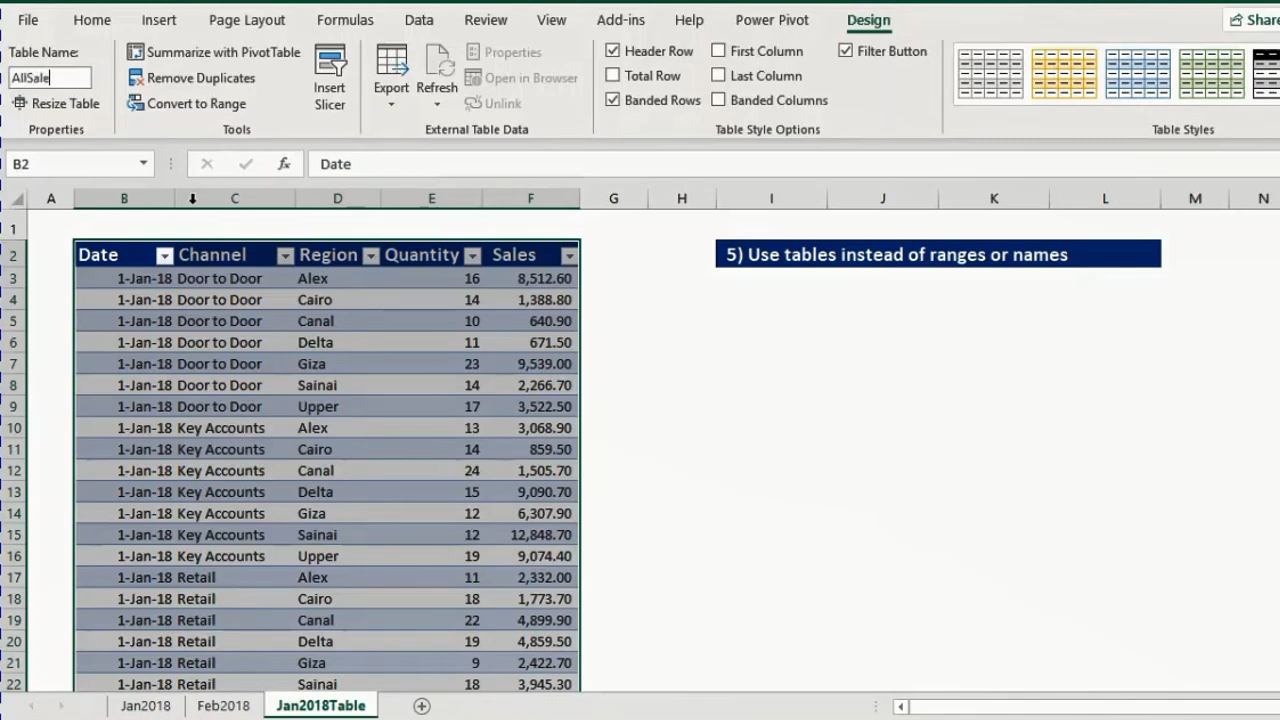 File Home Insert Page Layout Formulas Data Review View Add-ins Help Power Pivot Design Share
Table Name:
AllSale
Resize Table
Properties
Summarize with PivotTable
Remove Duplicates
Convert to Range
Insert
Slicer
Tools
Export
Refresh
Properties
Open in Browser
Unlink
External Table Data
Header Row
Total Row
Banded Rows
First Column
Last Column
Banded Columns
Filter Button
Table Style Options
Table Styles
B2 fx Date
A B C D E F G H I J K L M N
1
2 Date Channel Region Quantity Sales 5) Use tables instead of ranges or names
3 1-Jan-18 Door to Door Alex 16 8,512.60
4 1-Jan-18 Door to Door Cairo 14 1,388.80
5 1-Jan-18 Door to Door Canal 10 640.90
6 1-Jan-18 Door to Door Delta 11 671.50
7 1-Jan-18 Door to Door Giza 23 9,539.00
8 1-Jan-18 Door to Door Sainai 14 2,266.70
9 1-Jan-18 Door to Door Upper 17 3,522.50
10 1-Jan-18 Key Accounts Alex 13 3,068.90
11 1-Jan-18 Key Accounts Cairo 14 859.50
12 1-Jan-18 Key Accounts Canal 24 1,505.70
13 1-Jan-18 Key Accounts Delta 15 9,090.70
14 1-Jan-18 Key Accounts Giza 12 6,307.90
15 1-Jan-18 Key Accounts Sainai 12 12,848.70
16 1-Jan-18 Key Accounts Upper 19 9,074.40
17 1-Jan-18 Retail Alex 11 2,332.00
18 1-Jan-18 Retail Cairo 18 1,773.70
19 1-Jan-18 Retail Canal 22 4,899.90
20 1-Jan-18 Retail Delta 19 4,859.50
21 1-Jan-18 Retail Giza 9 2,422.70
22 1-Jan-18 Retail Sainai 18 3,945.30
Jan2018 Feb2018 Jan2018Table